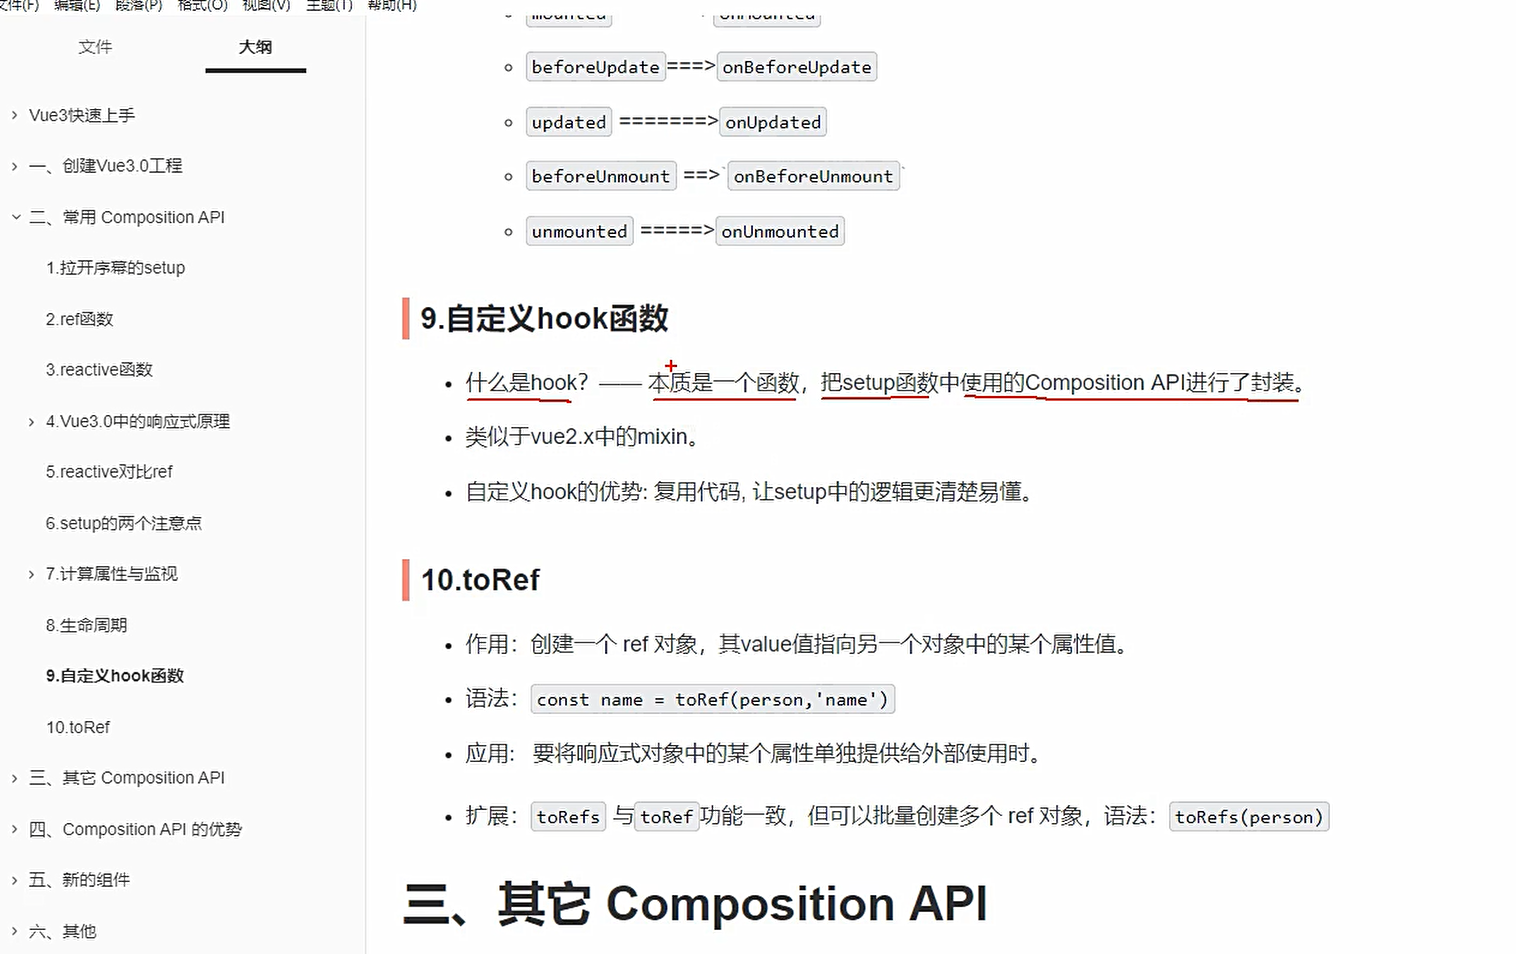 文件(F) 编辑(E) 段落(P) 格式(O) 视图(V) 主题(T) 帮助(H)
文件 大纲
Vue3快速上手
一、创建Vue3.0工程
二、常用 Composition API
1.拉开序幕的setup
2.ref函数
3.reactive函数
4.Vue3.0中的响应式原理
5.reactive对比ref
6.setup的两个注意点
7.计算属性与监视
8.生命周期
9.自定义hook函数
10.toRef
三、其它 Composition API
四、Composition API 的优势
五、新的组件
六、其他
mounted onMounted
beforeUpdate===>onBeforeUpdate
updated =======>onUpdated
beforeUnmount ==>`onBeforeUnmount`
unmounted =====>onUnmounted
9.自定义hook函数
什么是hook？—— 本质是一个函数，把setup函数中使用的Composition API进行了封装。
类似于vue2.x中的mixin。
自定义hook的优势: 复用代码, 让setup中的逻辑更清楚易懂。
10.toRef
作用：创建一个 ref 对象，其value值指向另一个对象中的某个属性值。
语法：const name = toRef(person,'name')
应用： 要将响应式对象中的某个属性单独提供给外部使用时。
扩展：toRefs 与toRef功能一致，但可以批量创建多个 ref 对象，语法：toRefs(person)
三、其它 Composition API